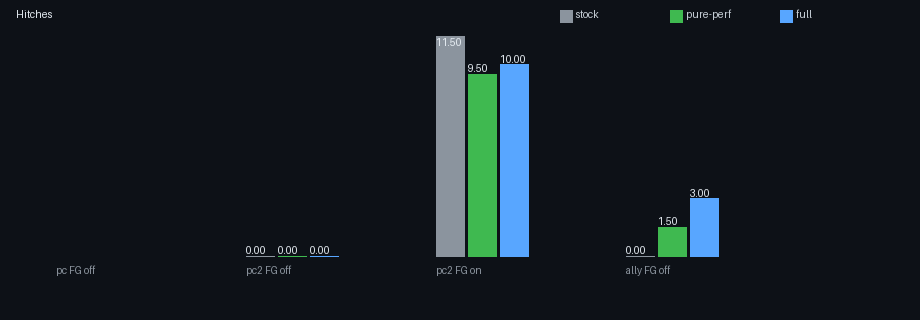 Hitches
stock pure-perf full
11.50 9.50 10.00
0.00 0.00 0.00
0.00 1.50 3.00
pc FG off pc2 FG off pc2 FG on ally FG off